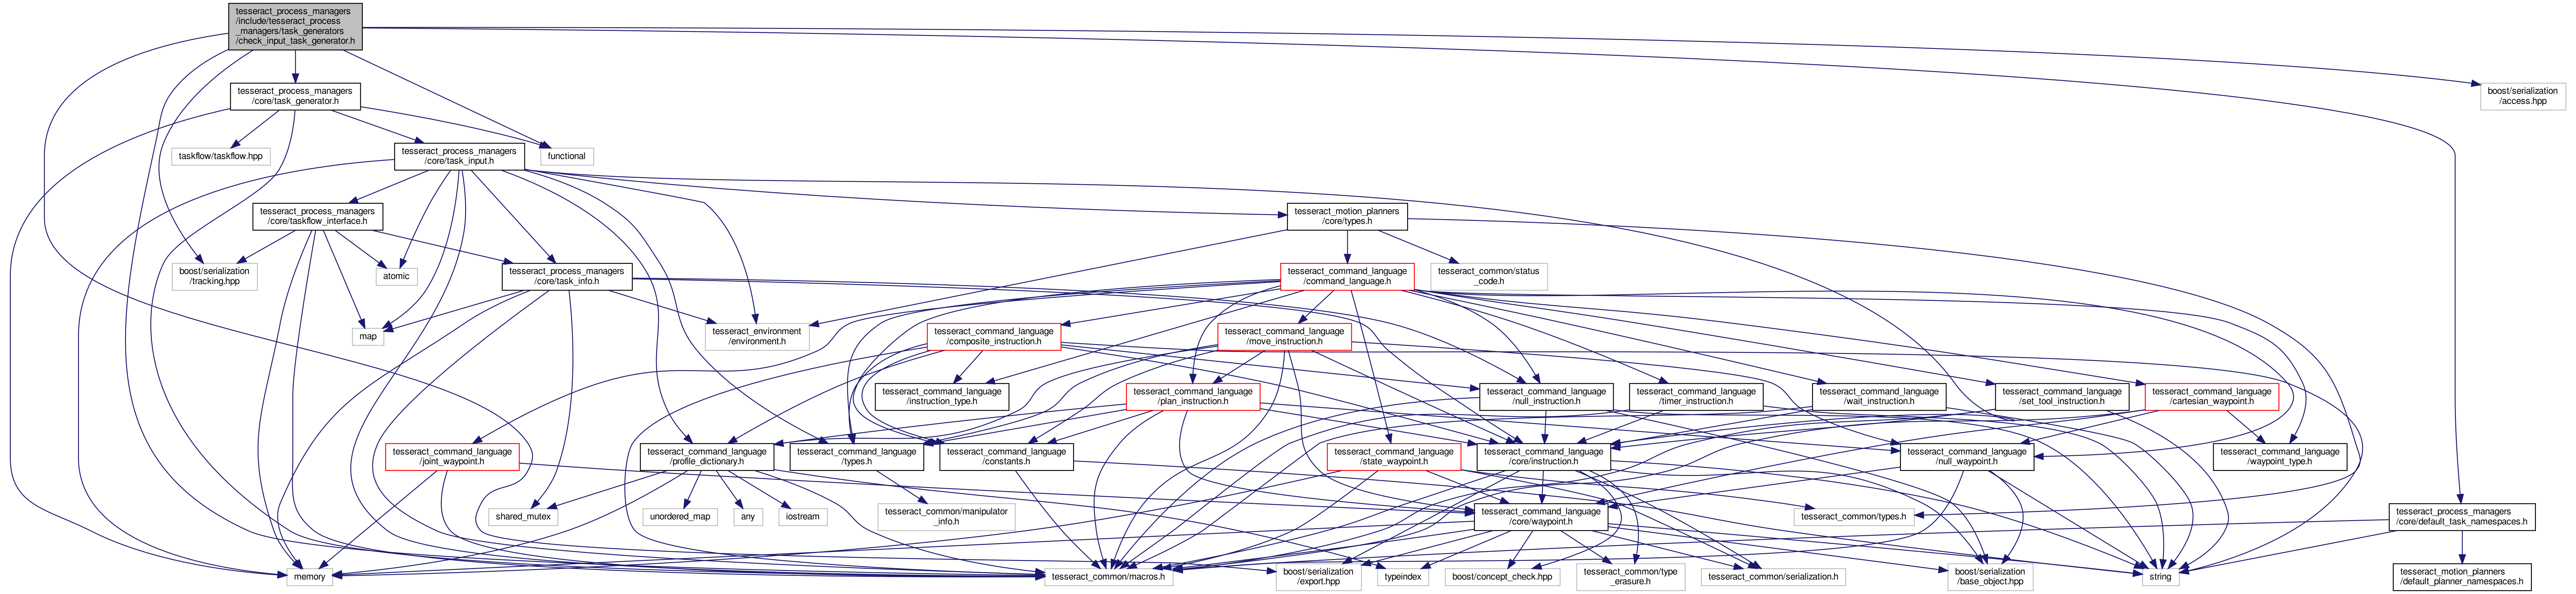 tesseract_process_managers
/include/tesseract_process
_managers/task_generators
/check_input_task_generator.h
tesseract_process_managers
/core/task_generator.h
boost/serialization
/access.hpp
taskflow/taskflow.hpp
tesseract_process_managers
/core/task_input.h
functional
tesseract_process_managers
/core/taskflow_interface.h
tesseract_motion_planners
/core/types.h
boost/serialization
/tracking.hpp
atomic
tesseract_process_managers
/core/task_info.h
tesseract_command_language
/command_language.h
tesseract_common/status
_code.h
map
tesseract_environment
/environment.h
tesseract_command_language
/composite_instruction.h
tesseract_command_language
/move_instruction.h
tesseract_command_language
/instruction_type.h
tesseract_command_language
/plan_instruction.h
tesseract_command_language
/null_instruction.h
tesseract_command_language
/timer_instruction.h
tesseract_command_language
/wait_instruction.h
tesseract_command_language
/set_tool_instruction.h
tesseract_command_language
/cartesian_waypoint.h
tesseract_command_language
/joint_waypoint.h
tesseract_command_language
/profile_dictionary.h
tesseract_command_language
/types.h
tesseract_command_language
/constants.h
tesseract_command_language
/state_waypoint.h
tesseract_command_language
/core/instruction.h
tesseract_command_language
/null_waypoint.h
tesseract_command_language
/waypoint_type.h
shared_mutex
unordered_map
any
iostream
tesseract_common/manipulator
_info.h
tesseract_command_language
/core/waypoint.h
tesseract_common/types.h
tesseract_process_managers
/core/default_task_namespaces.h
memory
tesseract_common/macros.h
boost/serialization
/export.hpp
typeindex
boost/concept_check.hpp
tesseract_common/type
_erasure.h
tesseract_common/serialization.h
boost/serialization
/base_object.hpp
string
tesseract_motion_planners
/default_planner_namespaces.h